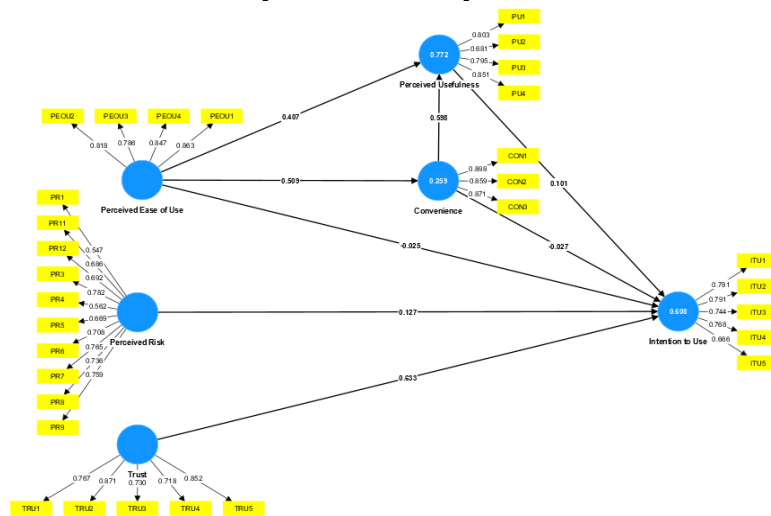 PU1
0.803
PU2
0.681
0.772
0.795
PU3
0.851
Perceived Usefulness
PU4
PEOU2
PEOU3
PEOU4
PEOU1
0.407
0.598
0.818
0.786
0.847
0.863
CON1
0.898
0.509
0.259
0.859
CON2
0.101
0.871
CON3
Perceived Ease of Use
Convenience
PR1
PR11
-0.025
-0.027
PR12
0.547
0.686
0.692
ITU1
PR3
0.782
0.781
ITU2
PR4
0.562
0.791
0.127
0.608
0.744
ITU3
PR5
0.669
0.768
0.708
Perceived Risk
ITU4
PR6
0.765
Intention to Use
0.666
PR7
0.736
ITU5
0.759
PR8
0.633
PR9
Trust
0.767
0.871
0.730
0.718
0.852
TRU1
TRU2
TRU3
TRU4
TRU5